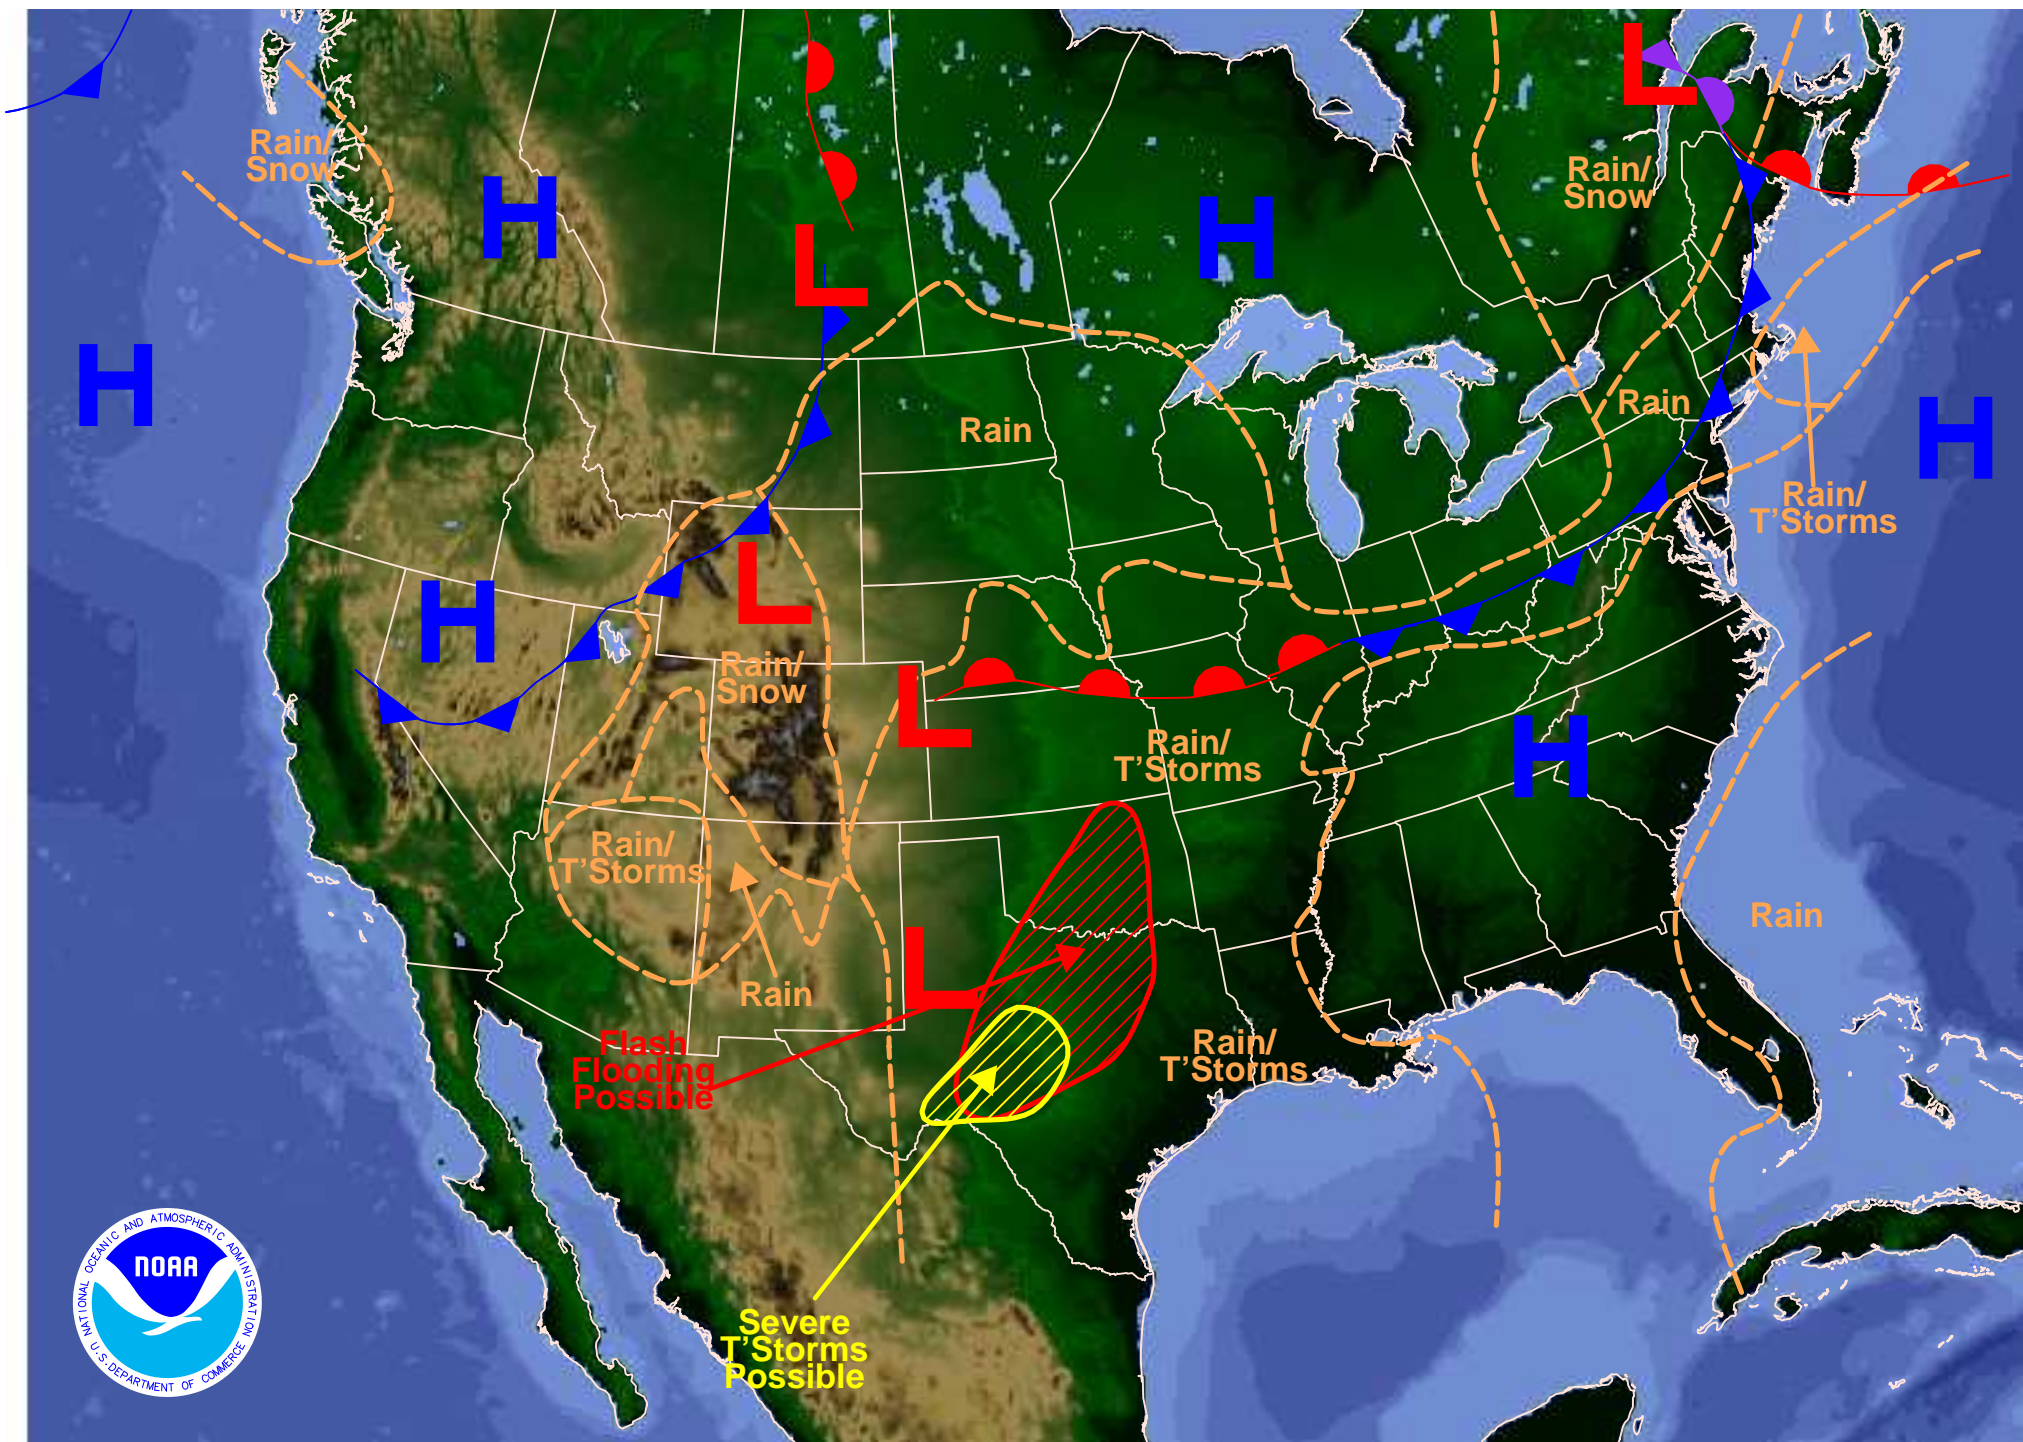 Rain/
Snow
H
L
Rain/
Snow
H
L
H
H
H
Rain
Rain
Rain/
T'Storms
L
H
Rain/
Snow
L
H
Rain/
T'Storms
Rain/
T'Storms
Rain
L
Rain
Flash
Flooding
Possible
Rain/
T'Storms
Severe
T'Storms
Possible
NATIONAL OCEANIC AND ATMOSPHERIC ADMINISTRATION
NOAA
U.S. DEPARTMENT OF COMMERCE